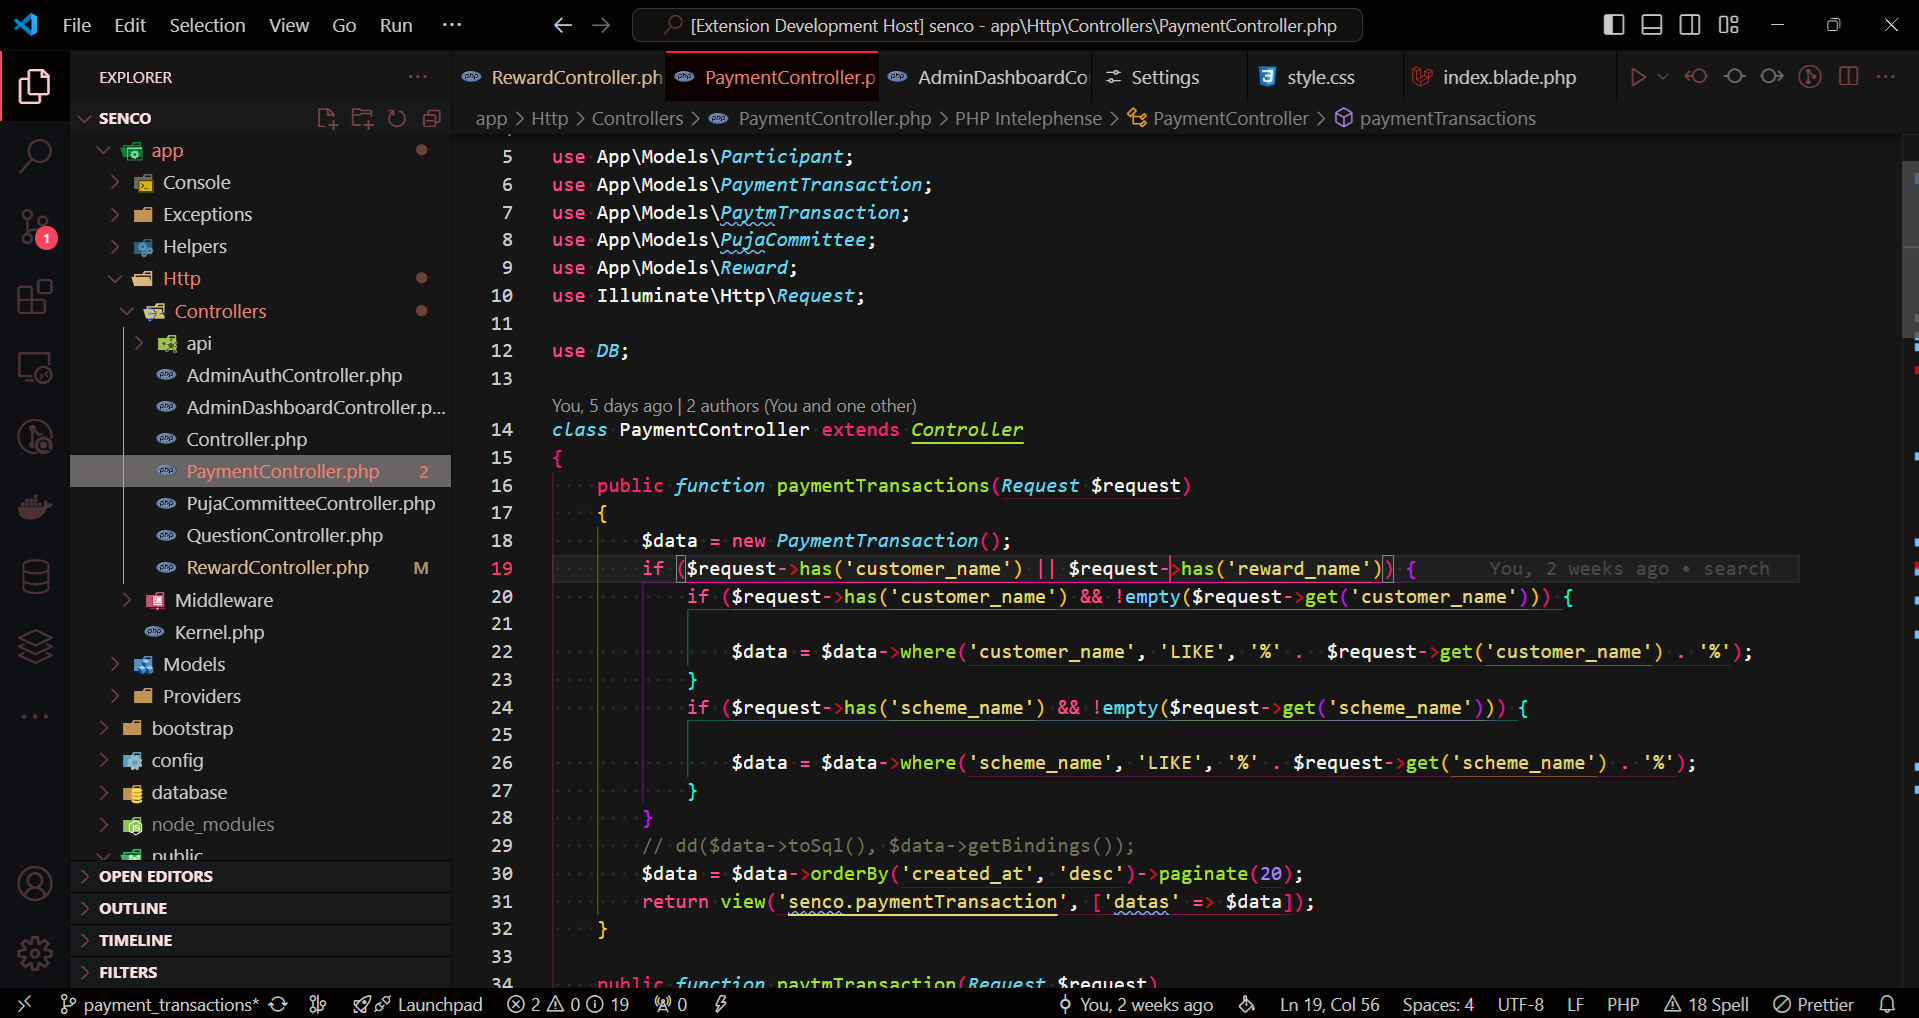 File Edit Selection View Go Run ···
[Extension Development Host] senco - app\Http\Controllers\PaymentController.php
EXPLORER ···
RewardController.ph PaymentController.p AdminDashboardCo Settings style.css index.blade.php
app > Http > Controllers > PaymentController.php > PHP Intelephense > PaymentController > paymentTransactions
SENCO
app
Console
Exceptions
Helpers
Http
Controllers
api
AdminAuthController.php
AdminDashboardController.p...
Controller.php
PaymentController.php 2
PujaCommitteeController.php
QuestionController.php
RewardController.php M
Middleware
Kernel.php
Models
Providers
bootstrap
config
database
node_modules
public
OPEN EDITORS
OUTLINE
TIMELINE
FILTERS
1
5 use App\Models\Participant;
6 use App\Models\PaymentTransaction;
7 use App\Models\PaytmTransaction;
8 use App\Models\PujaCommittee;
9 use App\Models\Reward;
10 use Illuminate\Http\Request;
11
12 use DB;
13
You, 5 days ago | 2 authors (You and one other)
14 class PaymentController extends Controller
15 {
16 public function paymentTransactions(Request $request)
17 {
18 $data = new PaymentTransaction();
19 if ($request->has('customer_name') || $request->has('reward_name')) { You, 2 weeks ago • search
20 if ($request->has('customer_name') && !empty($request->get('customer_name'))) {
21
22 $data = $data->where('customer_name', 'LIKE', '%' . $request->get('customer_name') . '%');
23 }
24 if ($request->has('scheme_name') && !empty($request->get('scheme_name'))) {
25
26 $data = $data->where('scheme_name', 'LIKE', '%' . $request->get('scheme_name') . '%');
27 }
28 }
29 // dd($data->toSql(), $data->getBindings());
30 $data = $data->orderBy('created_at', 'desc')->paginate(20);
31 return view('senco.paymentTransaction', ['datas' => $data]);
32 }
33
34 public function paytmTransaction(Request $request)
payment_transactions* Launchpad 2 0 19 0 You, 2 weeks ago Ln 19, Col 56 Spaces: 4 UTF-8 LF PHP 18 Spell Prettier